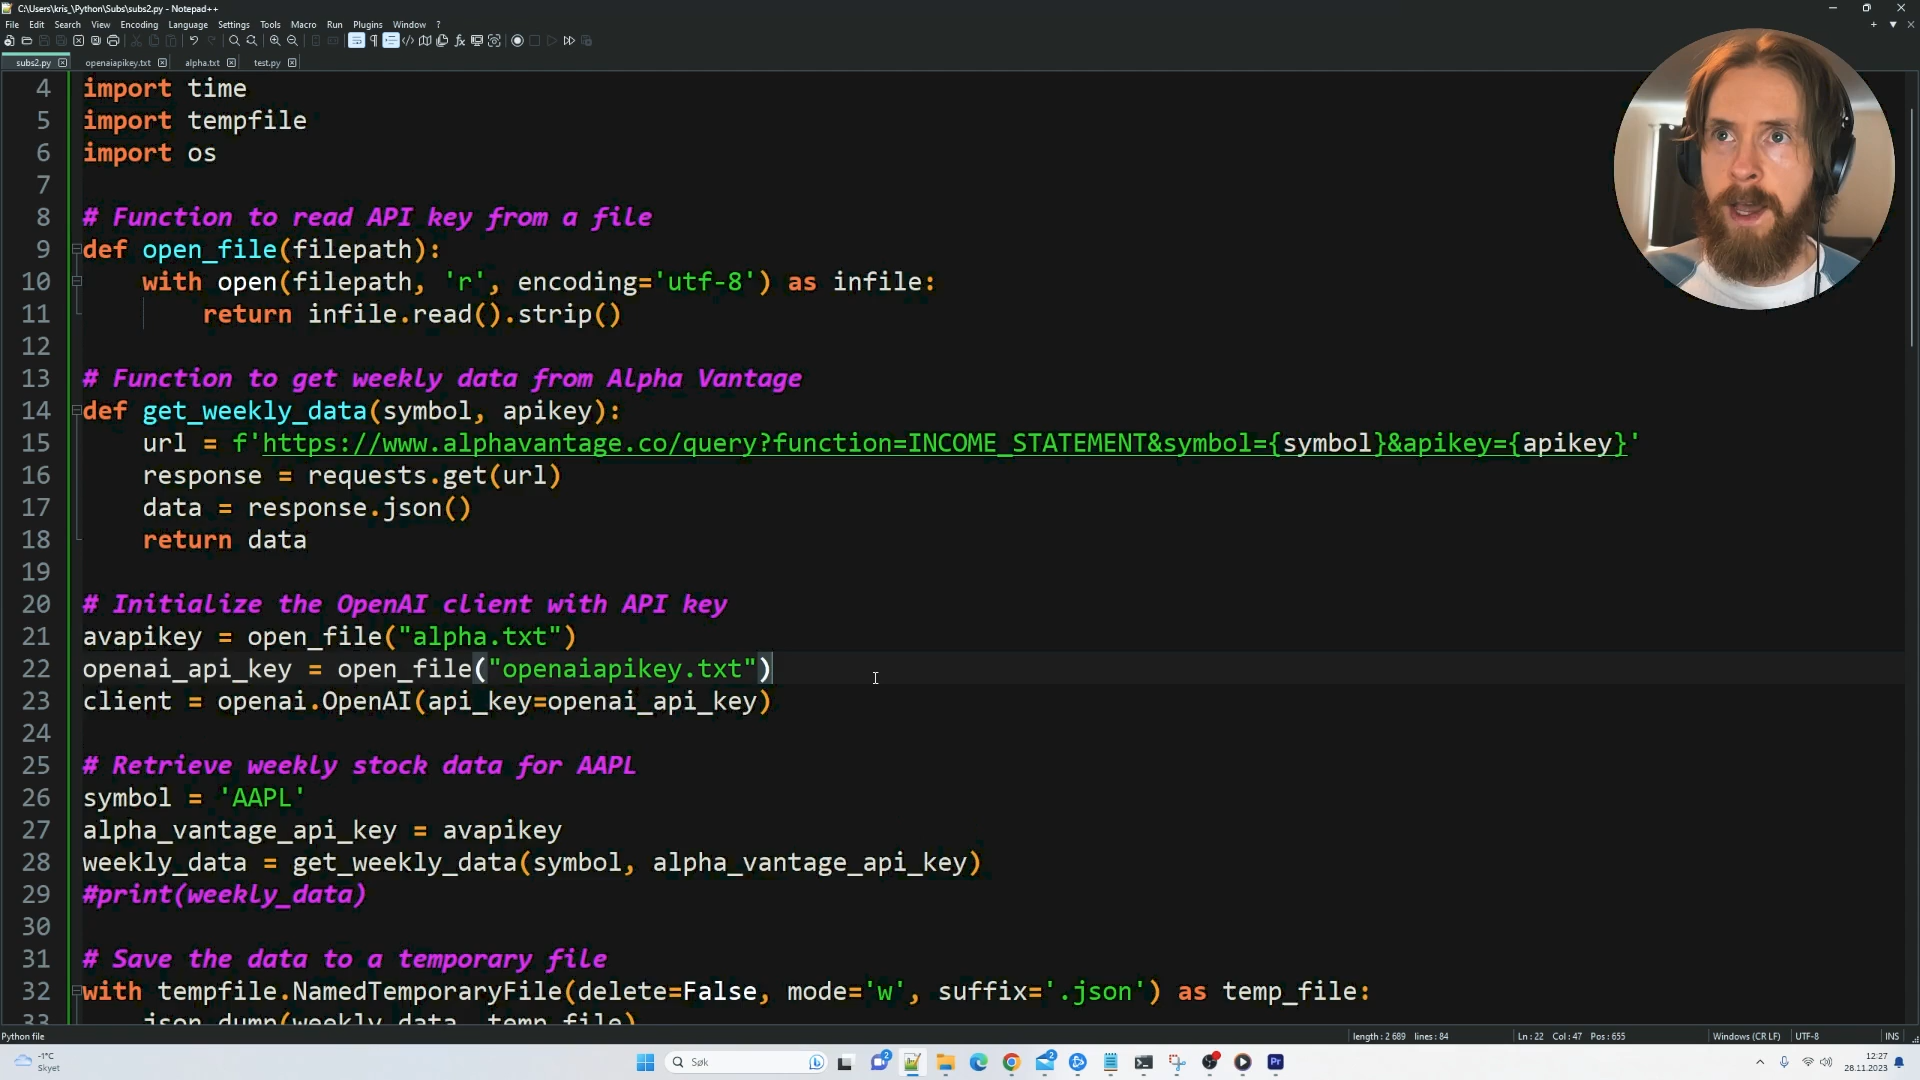 C:\Users\kris_\Python\Subs\subs2.py - Notepad++
File Edit Search View Encoding Language Settings Tools Macro Run Plugins Window ?
subs2.py openaiapikey.txt alpha.txt test.py
4 import time
5 import tempfile
6 import os
7
8 # Function to read API key from a file
9 def open_file(filepath):
10 with open(filepath, 'r', encoding='utf-8') as infile:
11 return infile.read().strip()
12
13 # Function to get weekly data from Alpha Vantage
14 def get_weekly_data(symbol, apikey):
15 url = f'https://www.alphavantage.co/query?function=INCOME_STATEMENT&symbol={symbol}&apikey={apikey}'
16 response = requests.get(url)
17 data = response.json()
18 return data
19
20 # Initialize the OpenAI client with API key
21 avapikey = open_file("alpha.txt")
22 openai_api_key = open_file("openaiapikey.txt")
23 client = openai.OpenAI(api_key=openai_api_key)
24
25 # Retrieve weekly stock data for AAPL
26 symbol = 'AAPL'
27 alpha_vantage_api_key = avapikey
28 weekly_data = get_weekly_data(symbol, alpha_vantage_api_key)
29 #print(weekly_data)
30
31 # Save the data to a temporary file
32 with tempfile.NamedTemporaryFile(delete=False, mode='w', suffix='.json') as temp_file:
33 json.dump(weekly_data, temp_file)
Python file length : 2 689 lines : 84 Ln : 22 Col : 47 Pos : 655 Windows (CR LF) UTF-8 INS
-1°C
Skyet
Søk
12:27
28.11.2023